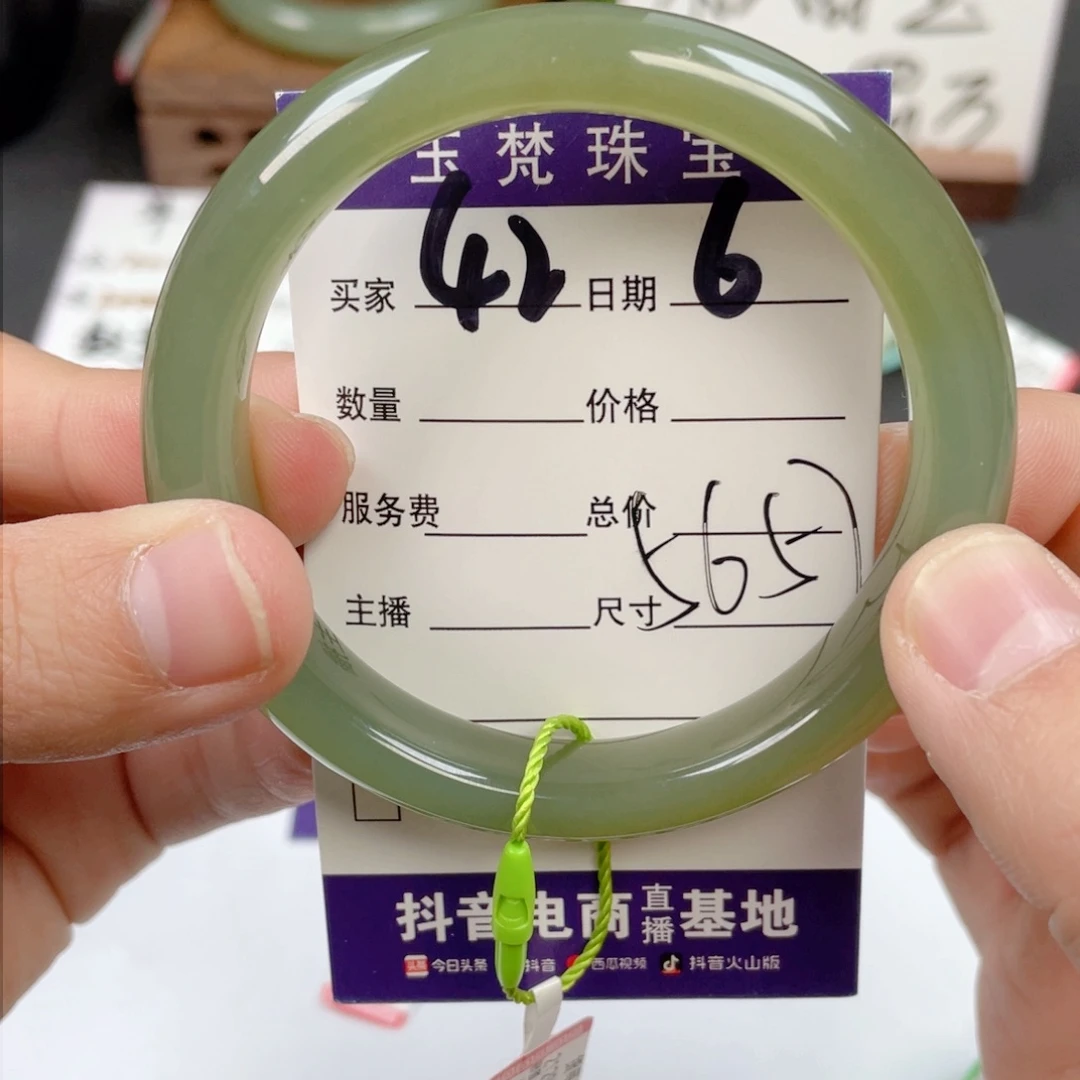 宝梵珠宝
买家 42 日期 6
数量 价格
服务费 总价
主播 尺寸 565
抖音电商直播基地
今日头条 抖音 西瓜视频 抖音火山版